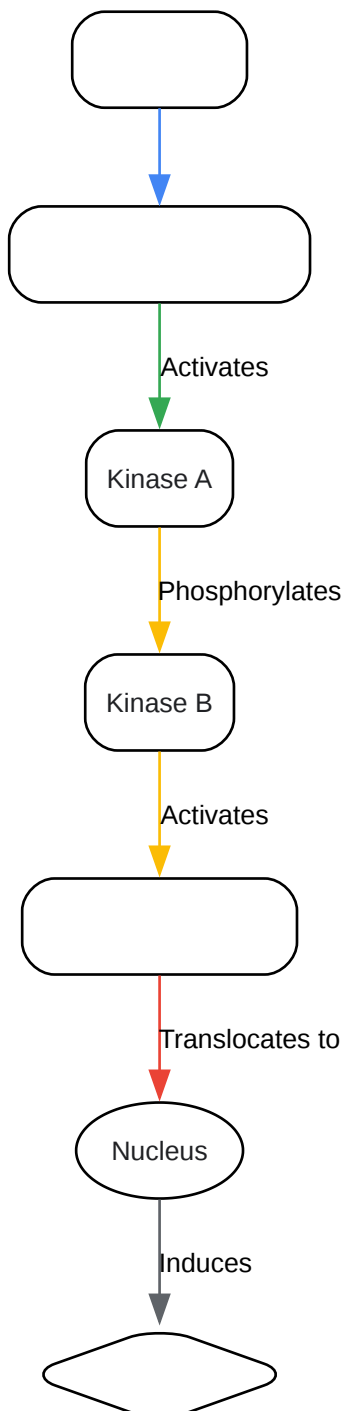 Activates
Kinase A
Phosphorylates
Kinase B
Activates
Translocates to
Nucleus
Induces